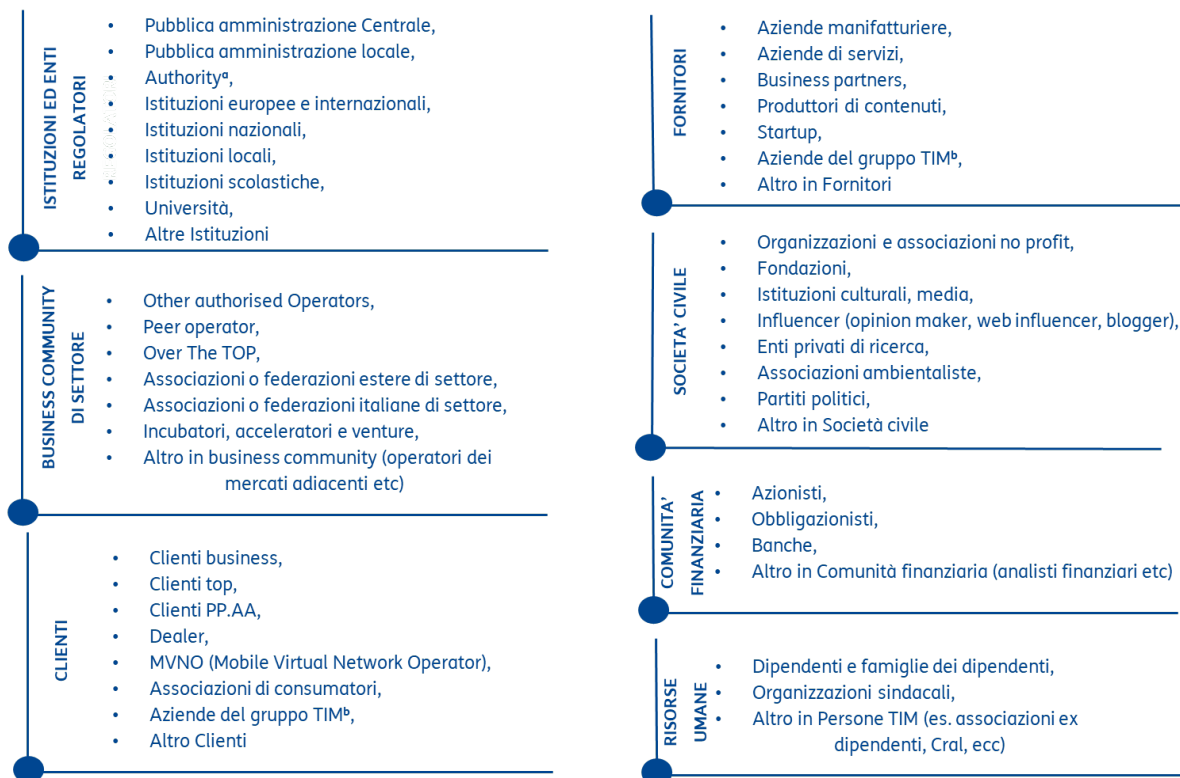 ISTITUZIONI ED ENTI
REGOLATORI
• Pubblica amministrazione Centrale,
• Pubblica amministrazione locale,
• Authorityᵃ,
• Istituzioni europee e internazionali,
• Istituzioni nazionali,
• Istituzioni locali,
• Istituzioni scolastiche,
• Università,
• Altre Istituzioni
BUSINESS COMMUNITY
DI SETTORE
• Other authorised Operators,
• Peer operator,
• Over The TOP,
• Associazioni o federazioni estere di settore,
• Associazioni o federazioni italiane di settore,
• Incubatori, acceleratori e venture,
• Altro in business community (operatori dei
mercati adiacenti etc)
CLIENTI
• Clienti business,
• Clienti top,
• Clienti PP.AA,
• Dealer,
• MVNO (Mobile Virtual Network Operator),
• Associazioni di consumatori,
• Aziende del gruppo TIMᵇ,
• Altro Clienti
FORNITORI
• Aziende manifatturiere,
• Aziende di servizi,
• Business partners,
• Produttori di contenuti,
• Startup,
• Aziende del gruppo TIMᵇ,
• Altro in Fornitori
SOCIETA' CIVILE
• Organizzazioni e associazioni no profit,
• Fondazioni,
• Istituzioni culturali, media,
• Influencer (opinion maker, web influencer, blogger),
• Enti privati di ricerca,
• Associazioni ambientaliste,
• Partiti politici,
• Altro in Società civile
COMUNITA'
FINANZIARIA
• Azionisti,
• Obbligazionisti,
• Banche,
• Altro in Comunità finanziaria (analisti finanziari etc)
RISORSE
UMANE
• Dipendenti e famiglie dei dipendenti,
• Organizzazioni sindacali,
• Altro in Persone TIM (es. associazioni ex
dipendenti, Cral, ecc)